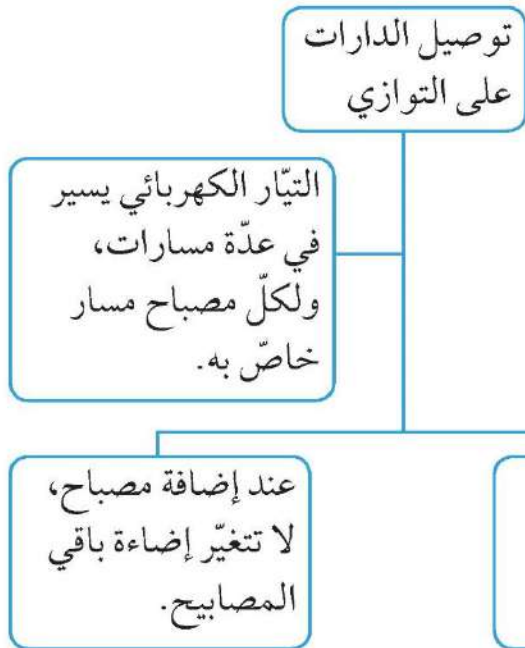 توصيل الدارات
على التوازي
التيّار الكهربائي يسير
في عدّة مسارات،
ولكلّ مصباح مسار
خاصّ به.
عند إضافة مصباح،
لا تتغيّر إضاءة باقي
المصابيح.